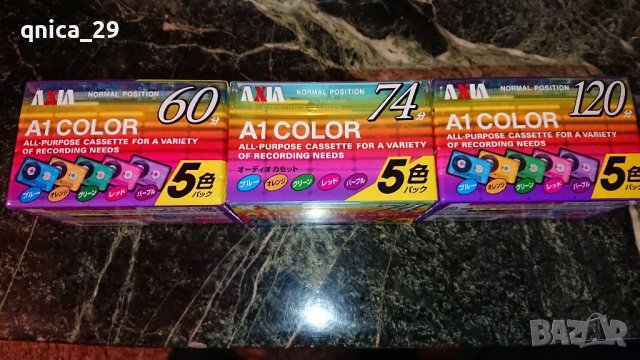 qnica_29
AXIA NORMAL POSITION 60分
A1 COLOR
ALL-PURPOSE CASSETTE FOR A VARIETY
OF RECORDING NEEDS
ブルー オレンジ グリーン レッド パープル
5色
パック
AXIA NORMAL POSITION 74分
A1 COLOR
ALL-PURPOSE CASSETTE FOR A VARIETY
OF RECORDING NEEDS
オーディオカセット
ブルー オレンジ グリーン レッド パープル
5色
パック
AXIA NORMAL POSITION 120分
A1 COLOR
ALL-PURPOSE CASSETTE FOR A VARIETY
OF RECORDING NEEDS
ブルー オレンジ グリーン レッド パープル
5色
パック
BAZAR